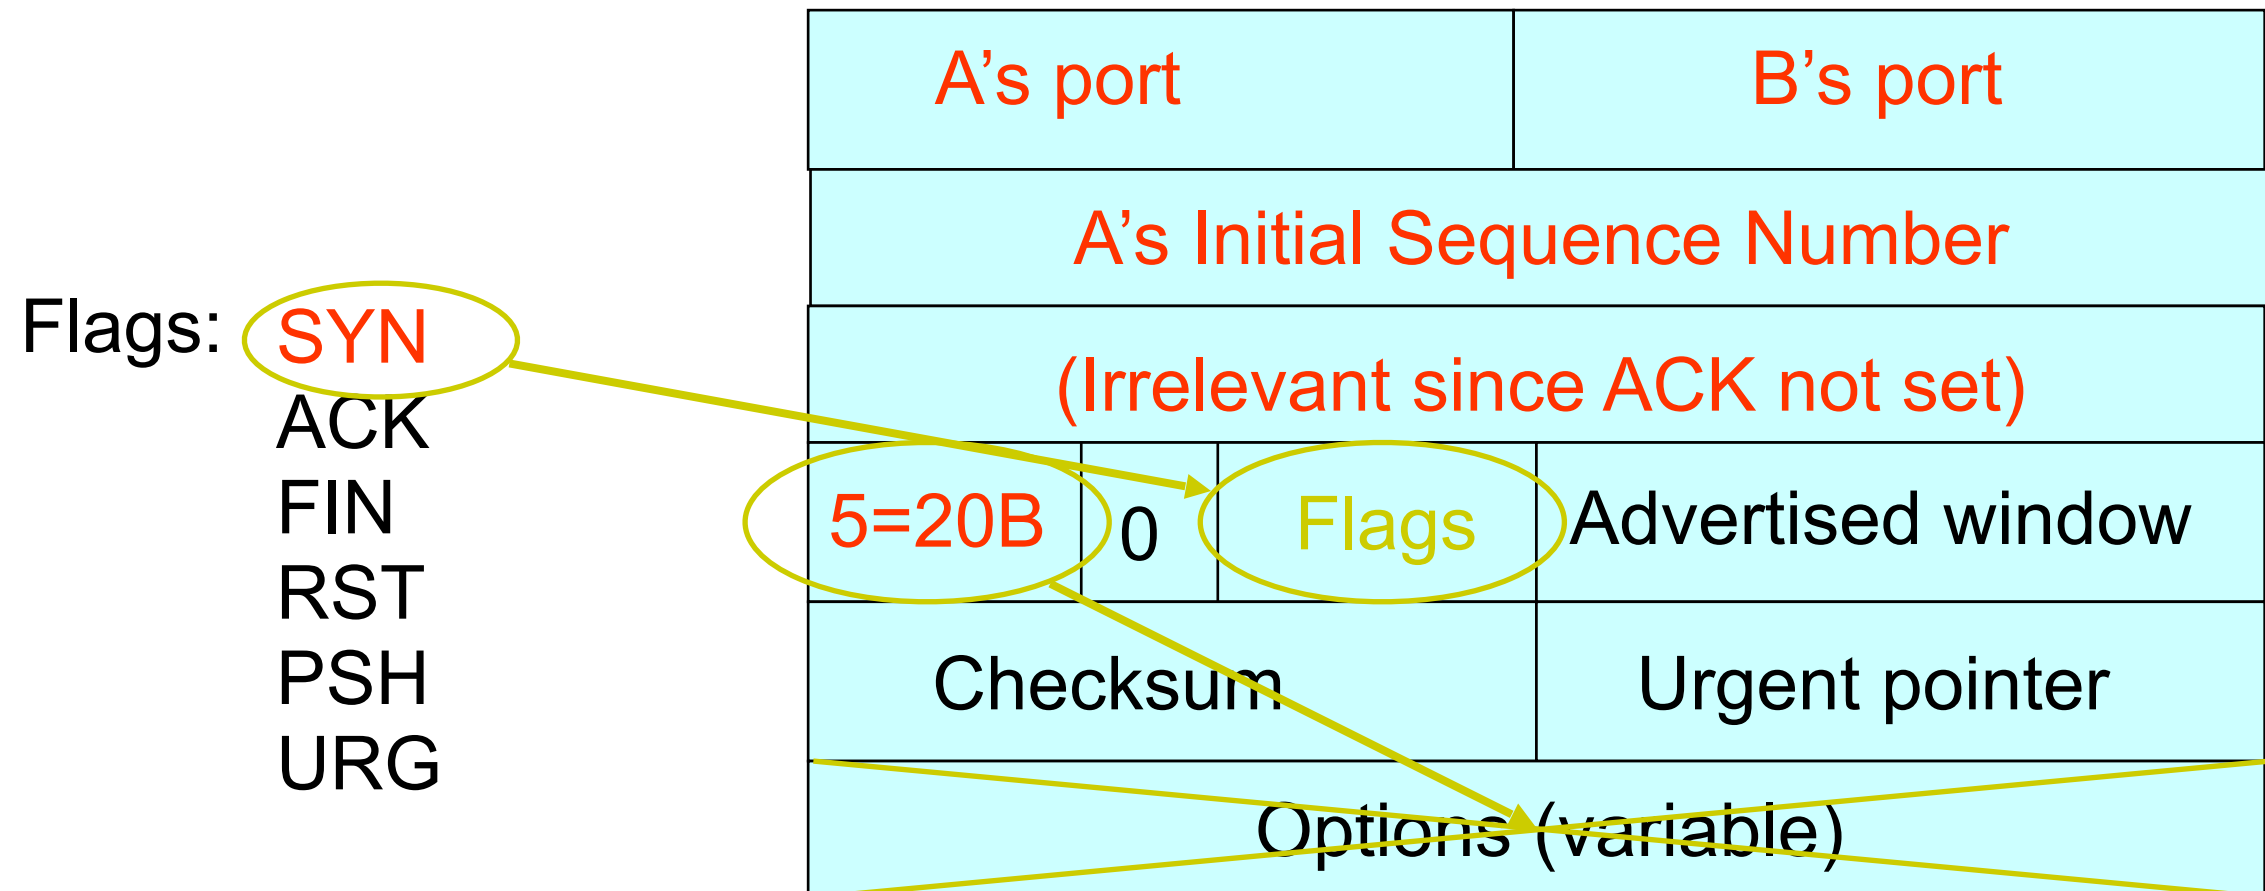 A’s port
B’s port
A’s Initial Sequence Number
Flags: SYN
(Irrelevant since ACK not set)
ACK
FIN
RST
PSH
URG
5=20B
0
Flags
Advertised window
Checksum
Urgent pointer
Options (variable)